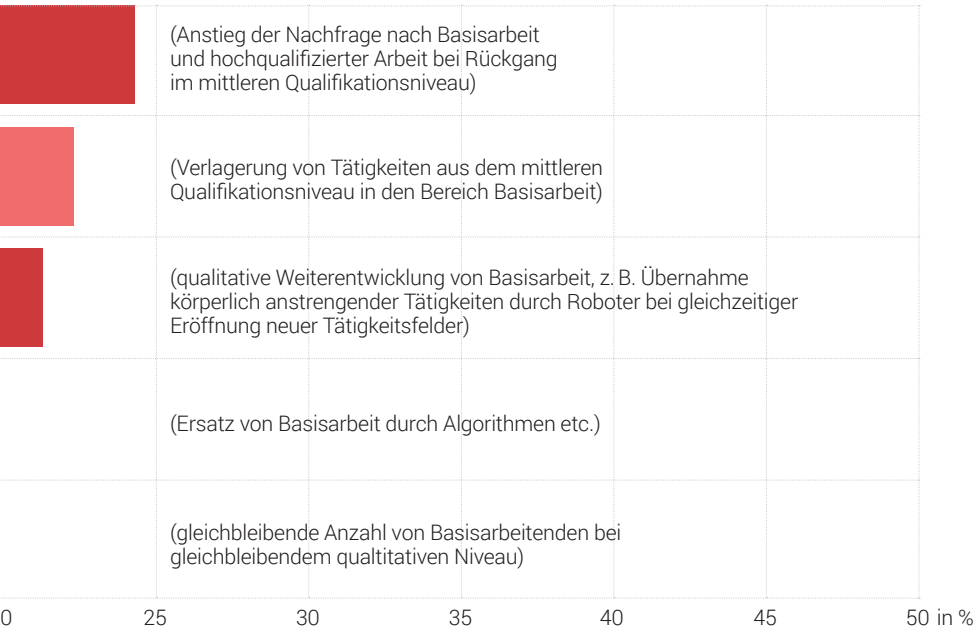 (Anstieg der Nachfrage nach Basisarbeit
und hochqualifizierter Arbeit bei Rückgang
im mittleren Qualifikationsniveau)
(Verlagerung von Tätigkeiten aus dem mittleren
Qualifikationsniveau in den Bereich Basisarbeit)
(qualitative Weiterentwicklung von Basisarbeit, z. B. Übernahme
körperlich anstrengender Tätigkeiten durch Roboter bei gleichzeitiger
Eröffnung neuer Tätigkeitsfelder)
(Ersatz von Basisarbeit durch Algorithmen etc.)
(gleichbleibende Anzahl von Basisarbeitenden bei
gleichbleibendem qualtitativen Niveau)
0 25 30 35 40 45 50 in %